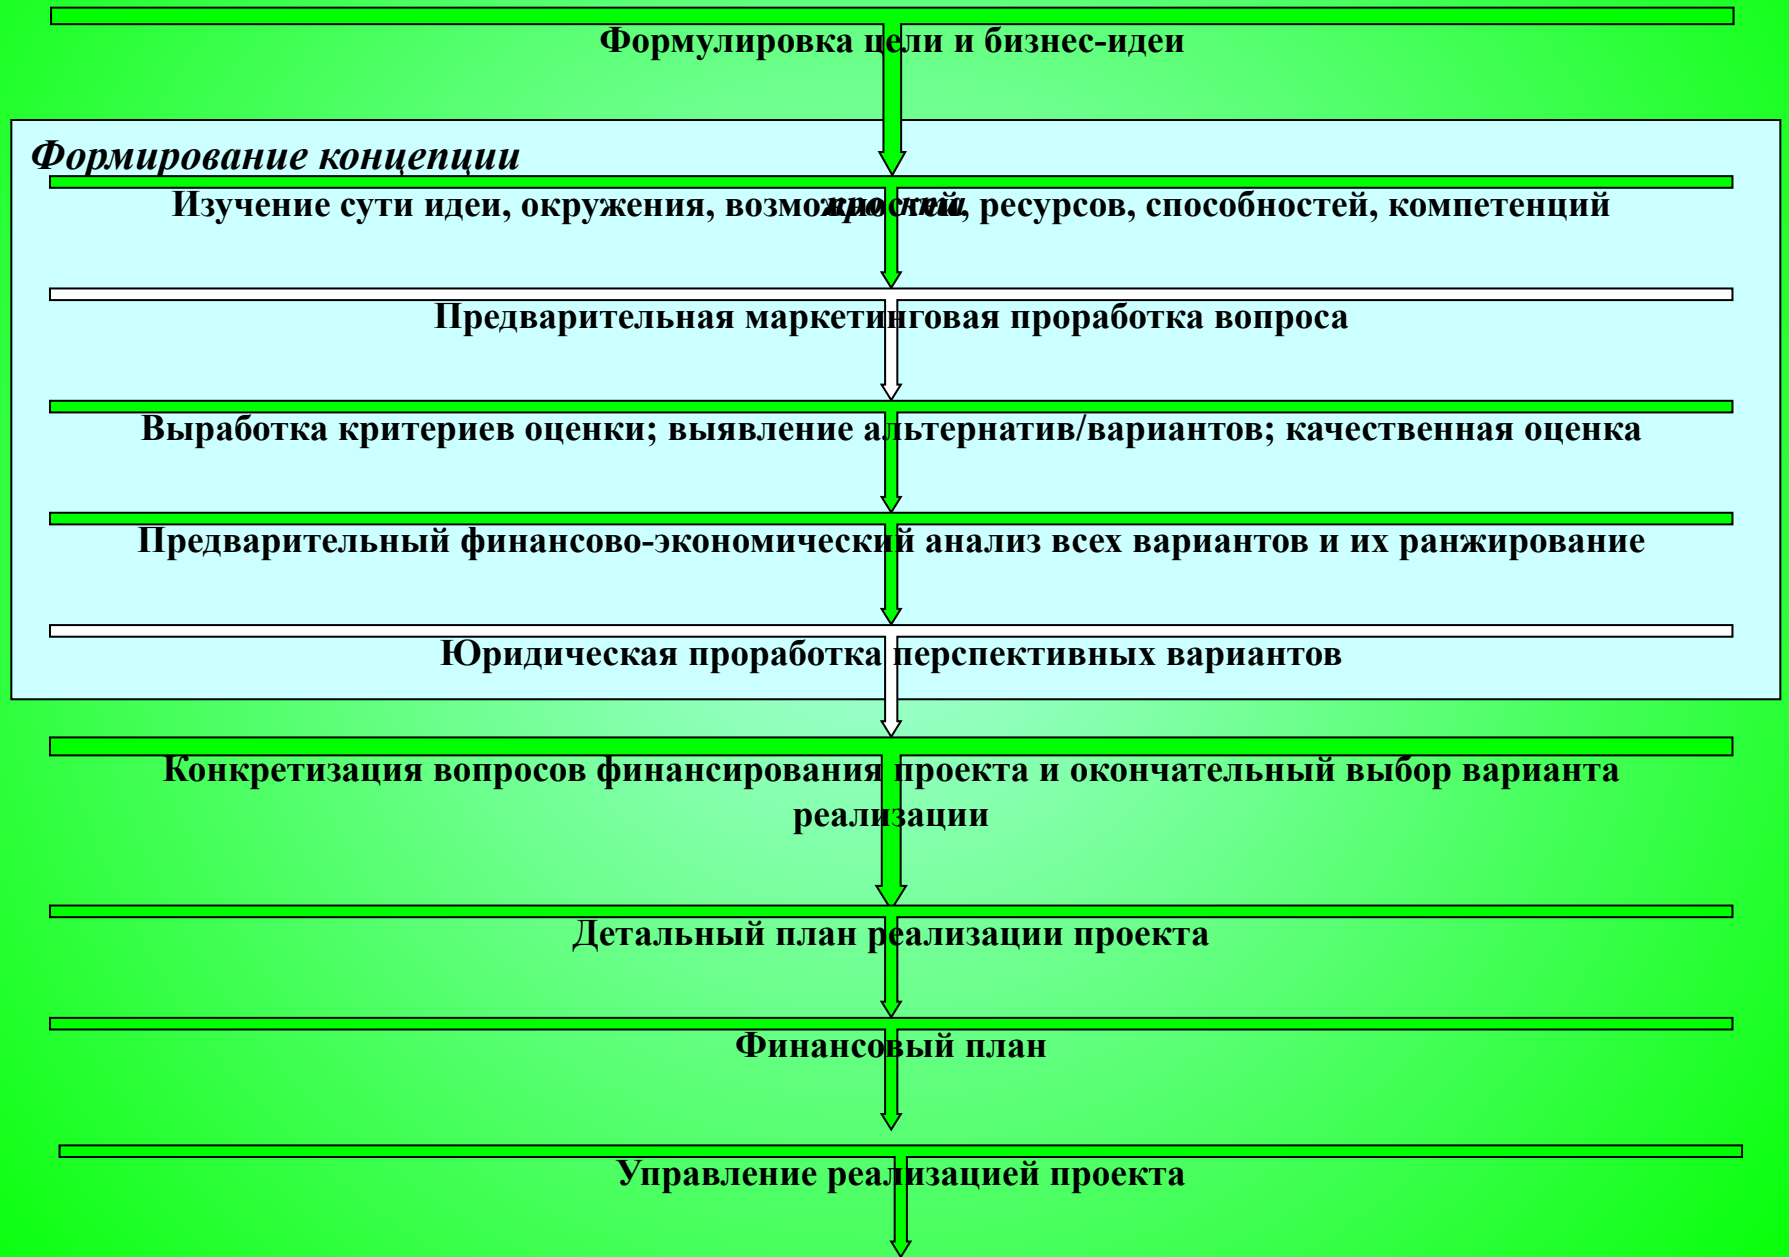 Формулировка цели и бизнес-идеи
Формирование концепции
проекта
Изучение сути идеи, окружения, возможностей, ресурсов, способностей, компетенций
Предварительная маркетинговая проработка вопроса
Выработка критериев оценки; выявление альтернатив/вариантов; качественная оценка
Предварительный финансово-экономический анализ всех вариантов и их ранжирование
Юридическая проработка перспективных вариантов
Конкретизация вопросов финансирования проекта и окончательный выбор варианта
реализации
Детальный план реализации проекта
Финансовый план
Управление реализацией проекта